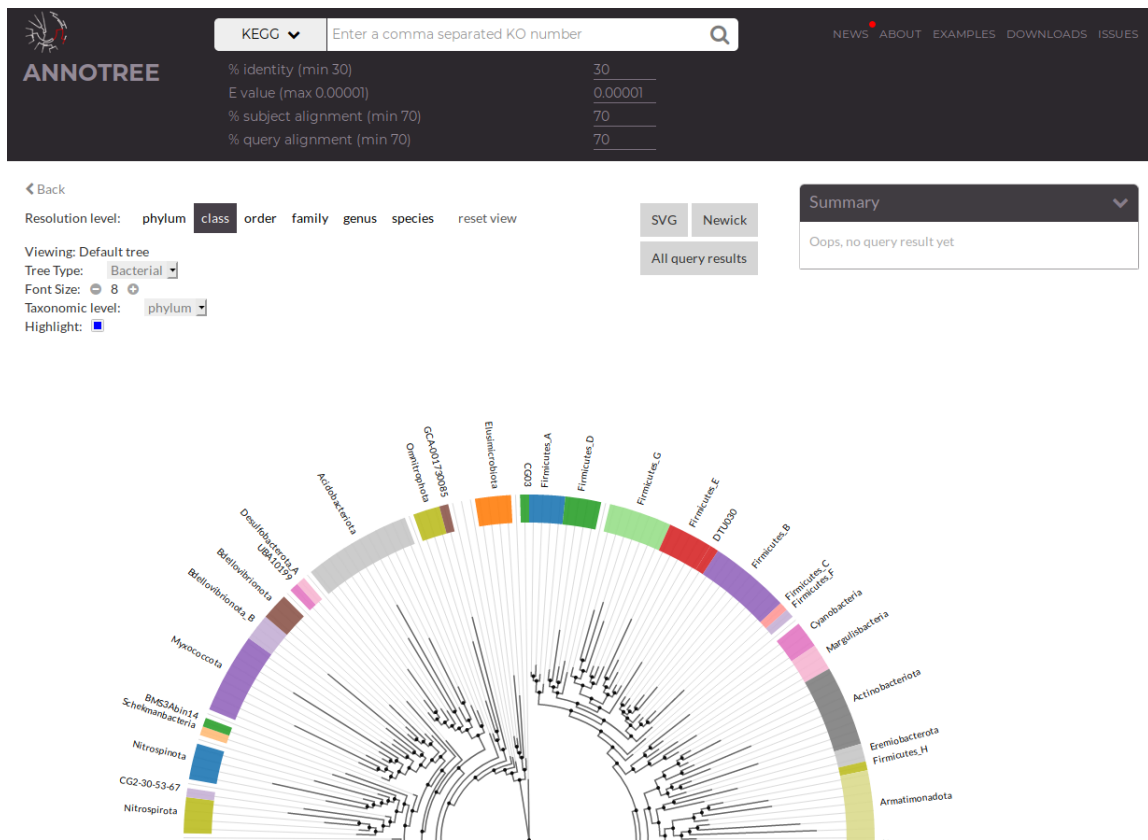 KEGG
Enter a comma separated KO number
NEWS ABOUT EXAMPLES DOWNLOADS ISSUES
ANNOTREE
% identity (min 30) 30
E value (max 0.00001) 0.00001
% subject alignment (min 70) 70
% query alignment (min 70) 70
Back
Resolution level: phylum class order family genus species reset view
SVG Newick
All query results
Summary
Oops, no query result yet
Viewing: Default tree
Tree Type: Bacterial
Font Size: 8
Taxonomic level: phylum
Highlight:
Nitrospirota
CG2-30-53-67
Nitrospinota
Schekmanbacteria
BMS3Abin14
Myxococcota
Bdellovibrionota_B
Bdellovibrionota
UBA10199
Desulfobacterota_A
Acidobacteriota
Omnitrophota
GCA-001730085
Elusimicrobiota
CG03
Firmicutes_A
Firmicutes_D
Firmicutes_G
Firmicutes_E
DTU030
Firmicutes_B
Firmicutes_C
Firmicutes_F
Cyanobacteria
Margulisbacteria
Actinobacteriota
Eremiobacterota
Firmicutes_H
Armatimonadota